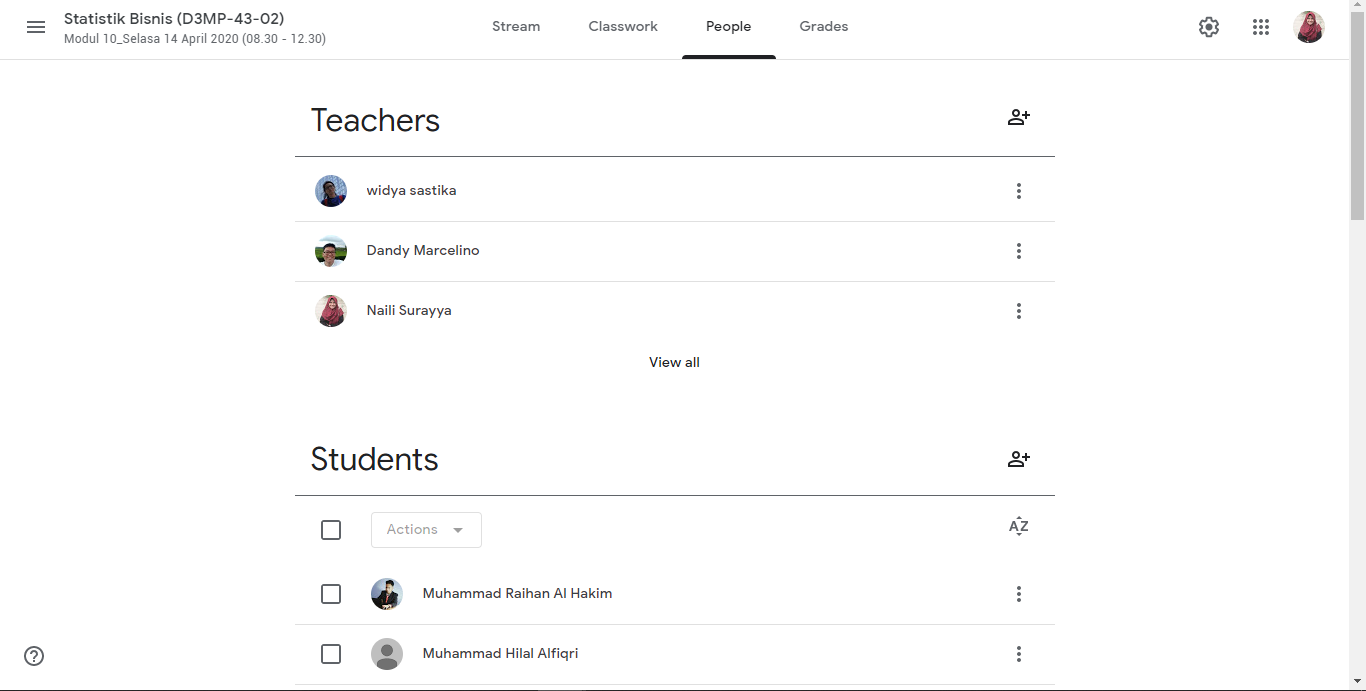 Statistik Bisnis (D3MP-43-02)
Modul 10_Selasa 14 April 2020 (08.30 - 12.30)
Stream
Classwork
People
Grades
Teachers
widya sastika
Dandy Marcelino
Naili Surayya
View all
Students
Actions
AZ
Muhammad Raihan Al Hakim
Muhammad Hilal Alfiqri